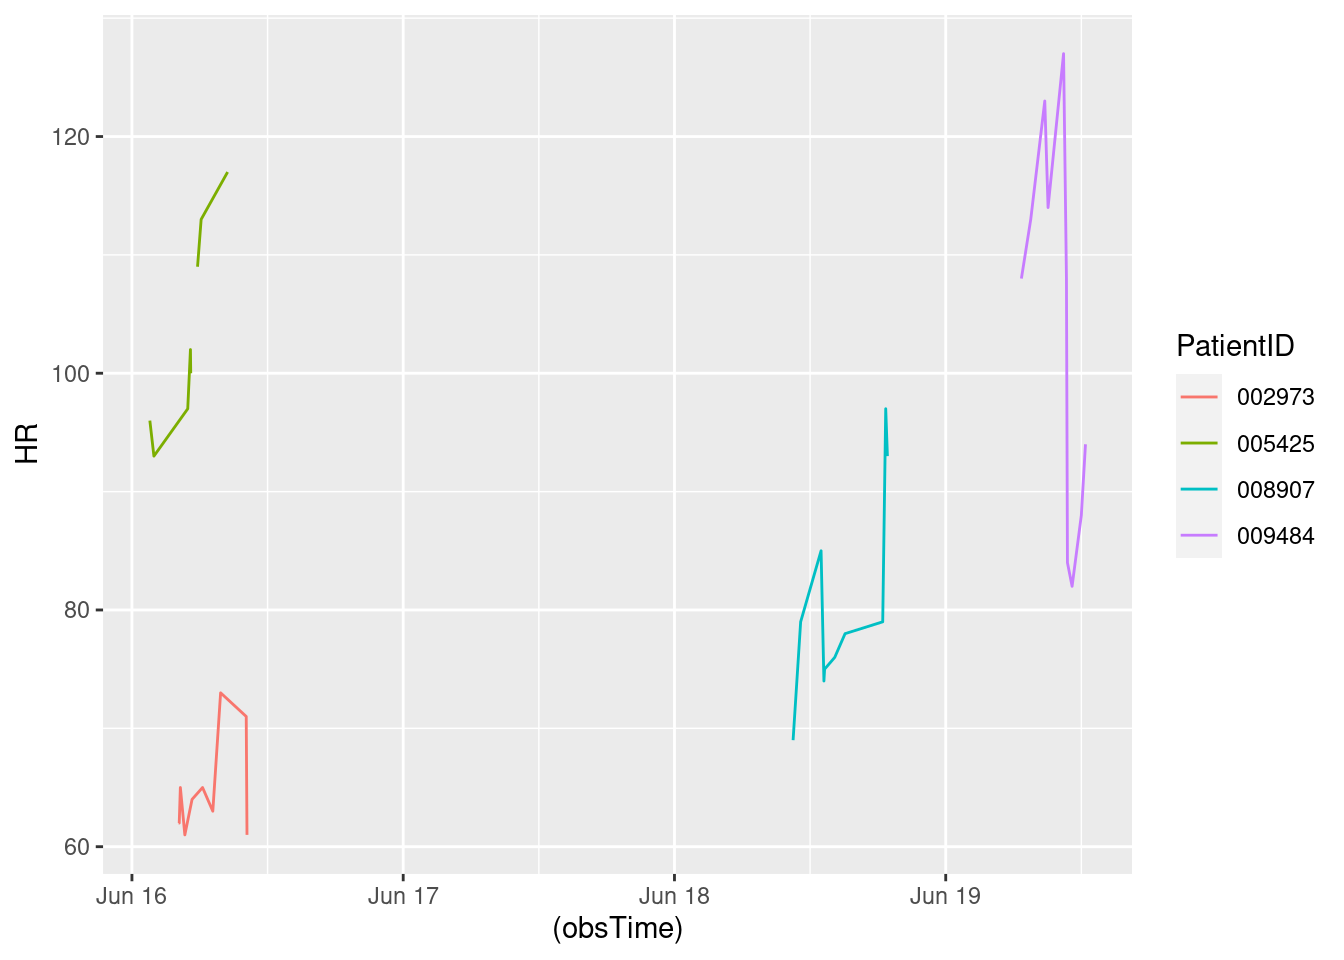 HR
120
100
80
60
Jun 16
Jun 17
Jun 18
Jun 19
(obsTime)
PatientID
002973
005425
008907
009484